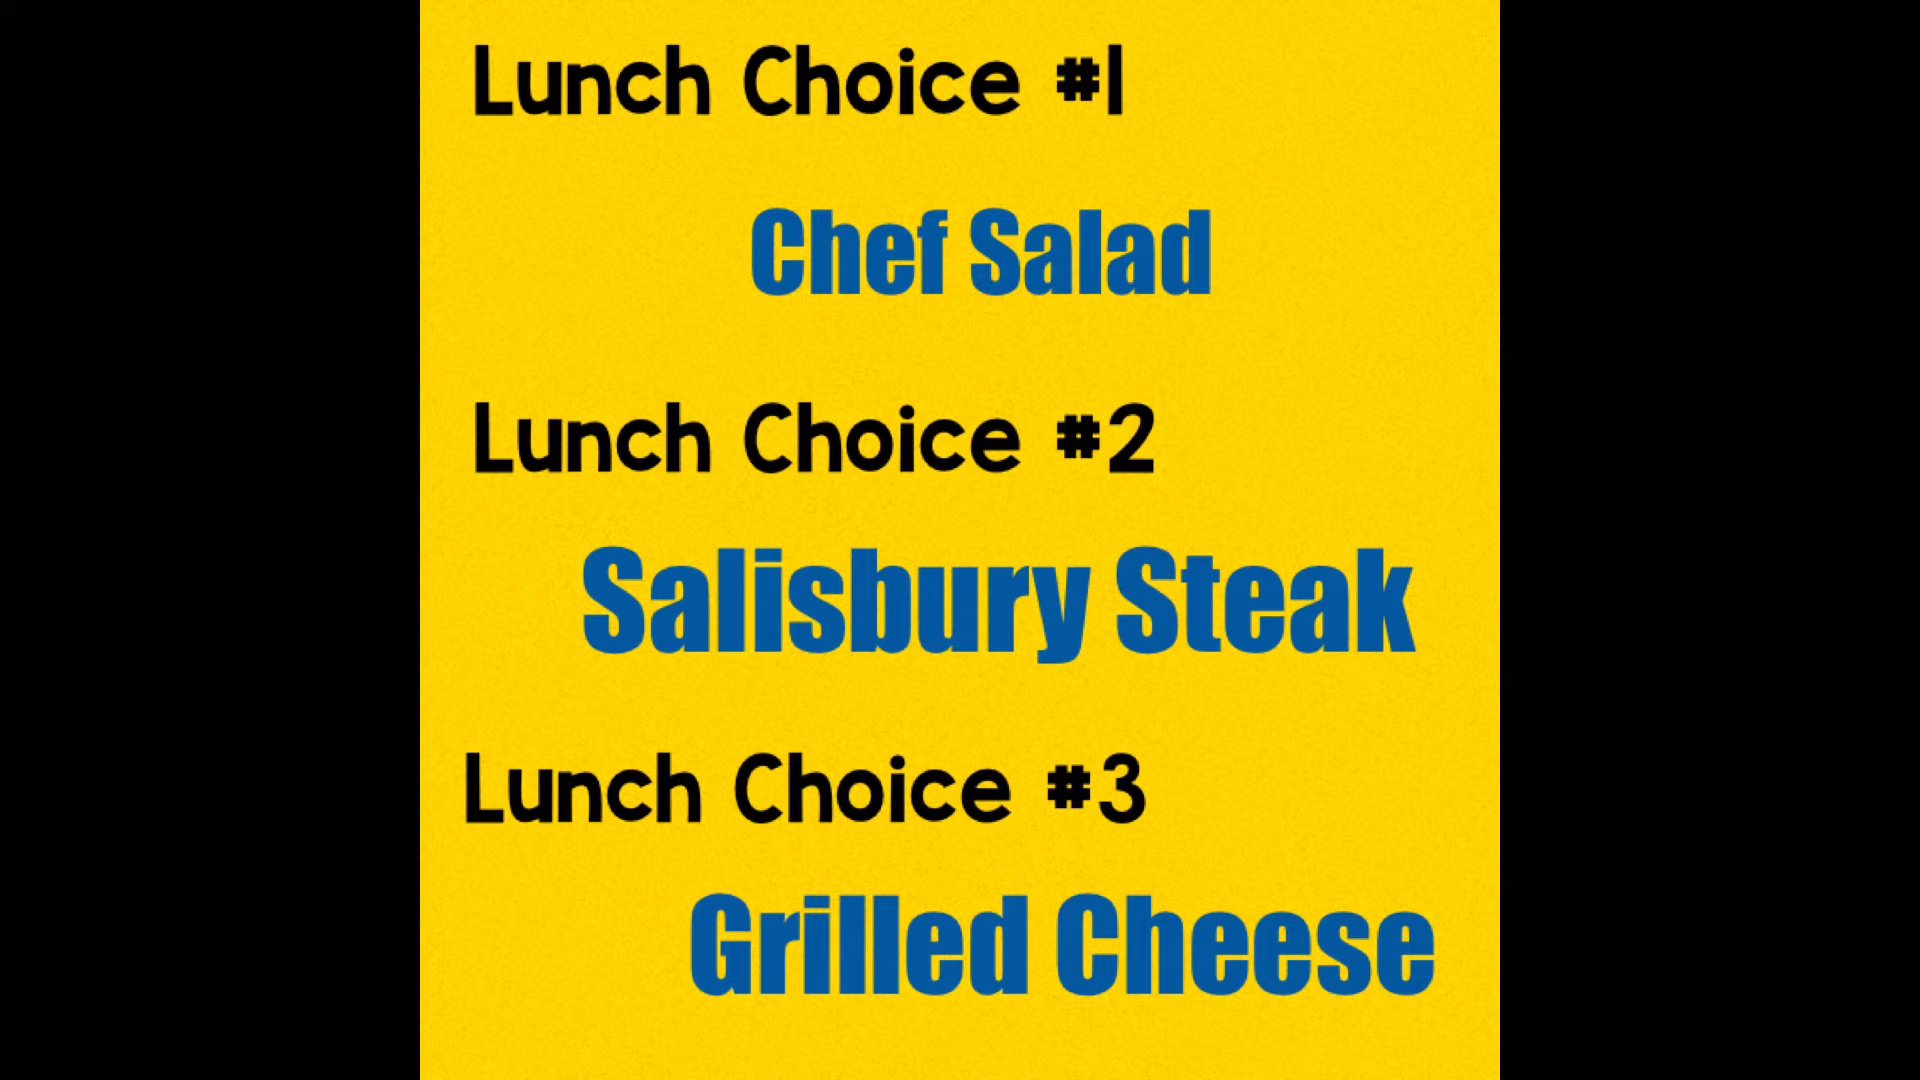 Lunch Choice #1
Chef Salad
Lunch Choice #2
Salisbury Steak
Lunch Choice #3
Grilled Cheese